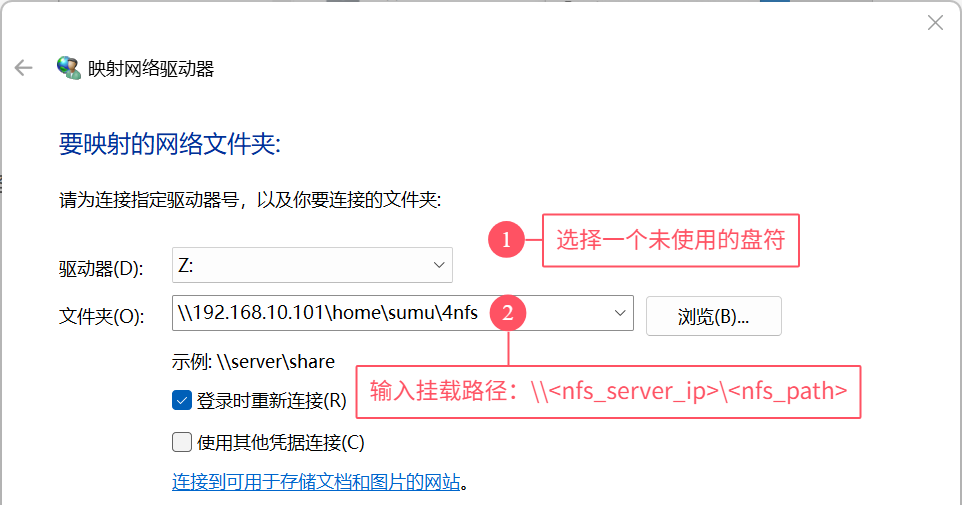 映射网络驱动器
要映射的网络文件夹:
请为连接指定驱动器号，以及你要连接的文件夹:
1 选择一个未使用的盘符
驱动器(D): Z:
文件夹(O): \\192.168.10.101\home\sumu\4nfs 2 浏览(B)...
示例: \\server\share
输入挂载路径：\\<nfs_server_ip>\<nfs_path>
登录时重新连接(R)
使用其他凭据连接(C)
连接到可用于存储文档和图片的网站。